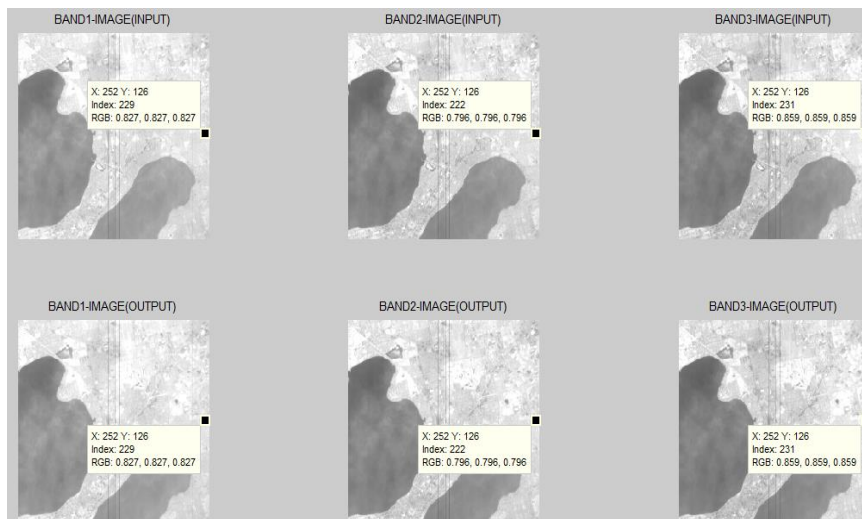 BAND1-IMAGE(INPUT)
BAND2-IMAGE(INPUT)
BAND3-IMAGE(INPUT)
X: 252 Y: 126
Index: 229
RGB: 0.827, 0.827, 0.827
X: 252 Y: 126
Index: 222
RGB: 0.796, 0.796, 0.796
X: 252 Y: 126
Index: 231
RGB: 0.859, 0.859, 0.859
BAND1-IMAGE(OUTPUT)
BAND2-IMAGE(OUTPUT)
BAND3-IMAGE(OUTPUT)
X: 252 Y: 126
Index: 229
RGB: 0.827, 0.827, 0.827
X: 252 Y: 126
Index: 222
RGB: 0.796, 0.796, 0.796
X: 252 Y: 126
Index: 231
RGB: 0.859, 0.859, 0.859